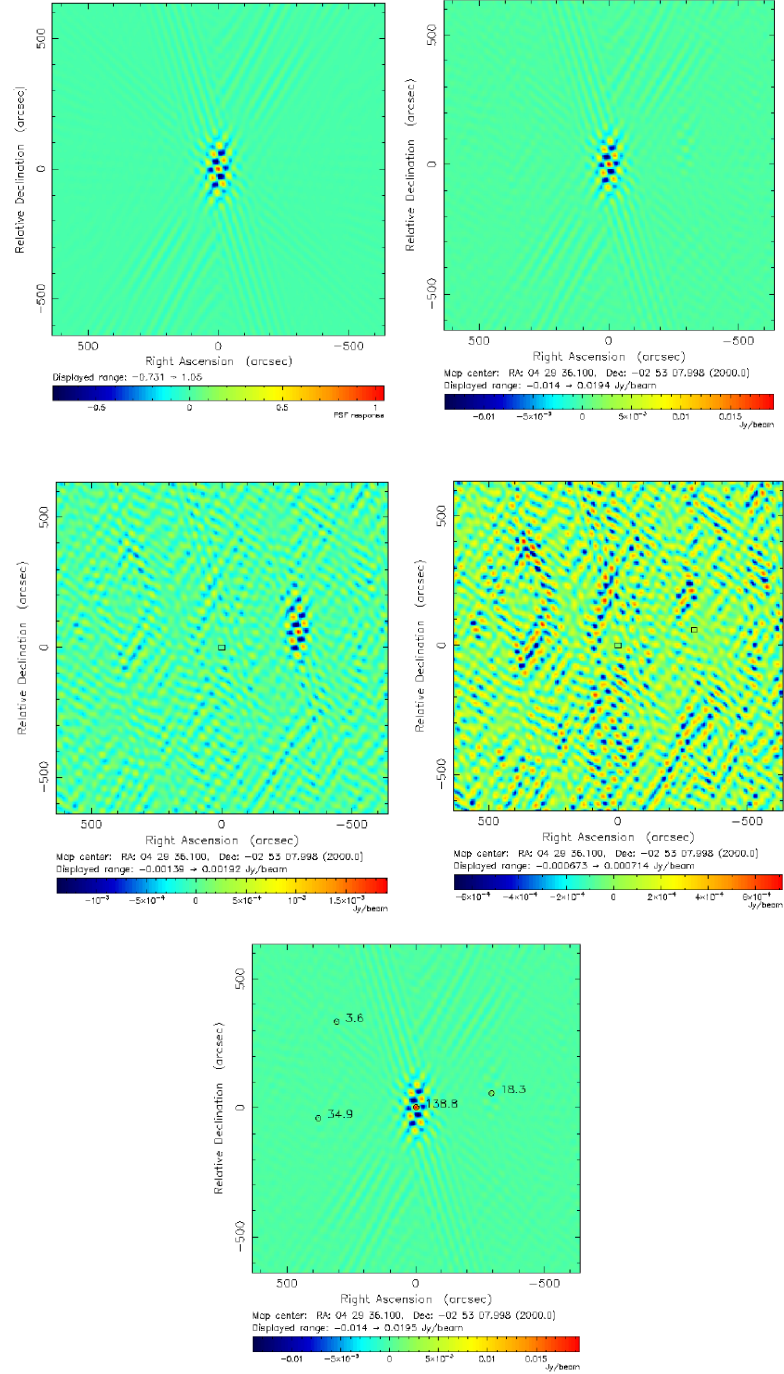 500
0
−500
Relative Declination (arcsec)
500 0 −500
Right Ascension (arcsec)
Displayed range: −0.731 → 1.05
−0.5 0 0.5 1
PSF response
500
0
−500
Relative Declination (arcsec)
500 0 −500
Right Ascension (arcsec)
Map center: RA: 04 29 36.100, Dec: −02 53 07.998 (2000.0)
Displayed range: −0.014 → 0.0194 Jy/beam
−0.01 −5×10⁻³ 0 5×10⁻³ 0.01 0.015
Jy/beam
500
0
−500
Relative Declination (arcsec)
500 0 −500
Right Ascension (arcsec)
Map center: RA: 04 29 36.100, Dec: −02 53 07.998 (2000.0)
Displayed range: −0.00139 → 0.00192 Jy/beam
−10⁻³ −5×10⁻⁴ 0 5×10⁻⁴ 10⁻³ 1.5×10⁻³
Jy/beam
500
0
−500
Relative Declination (arcsec)
500 0 −500
Right Ascension (arcsec)
Map center: RA: 04 29 36.100, Dec: −02 53 07.998 (2000.0)
Displayed range: −0.000673 → 0.000714 Jy/beam
−6×10⁻⁴ −4×10⁻⁴ −2×10⁻⁴ 0 2×10⁻⁴ 4×10⁻⁴ 6×10⁻⁴
Jy/beam
500
0
−500
Relative Declination (arcsec)
3.6
18.3
138.8
34.9
500 0 −500
Right Ascension (arcsec)
Map center: RA: 04 29 36.100, Dec: −02 53 07.998 (2000.0)
Displayed range: −0.014 → 0.0195 Jy/beam
−0.01 −5×10⁻³ 0 5×10⁻³ 0.01 0.015
Jy/beam